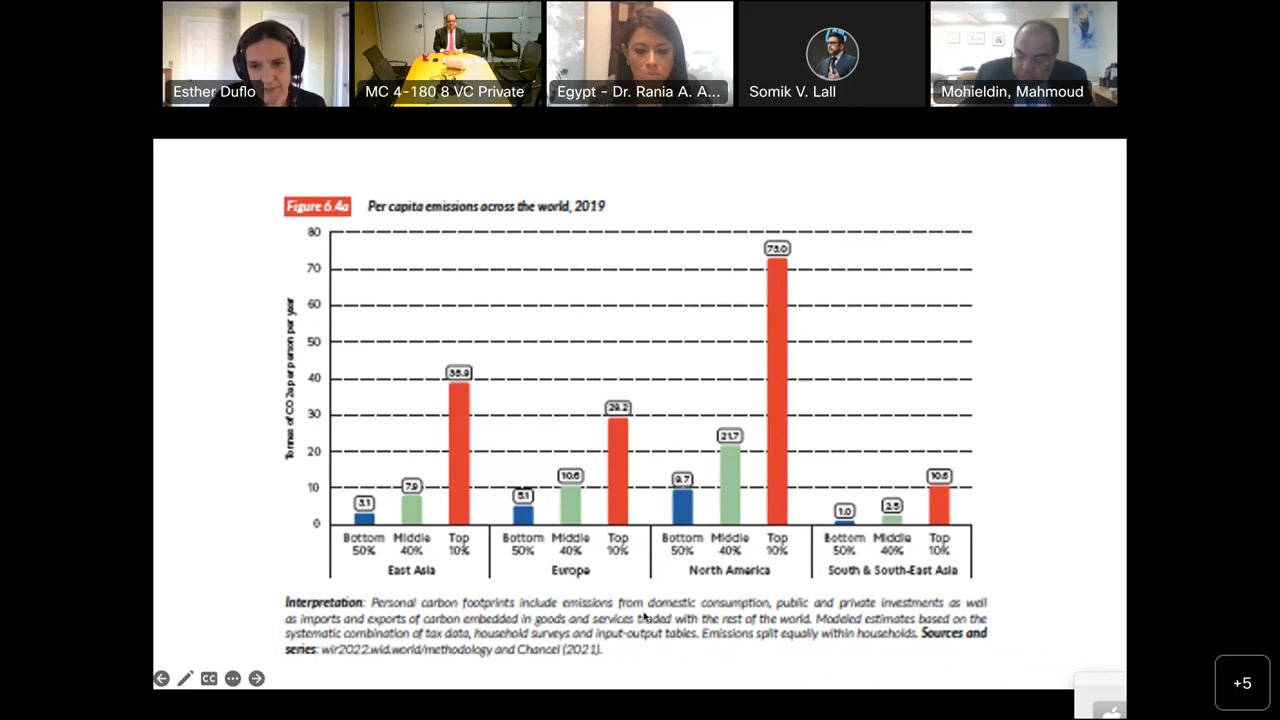 Esther Duflo
MC 4-180 8 VC Private
Egypt - Dr. Rania A. A...
Somik V. Lall
Mohieldin, Mahmoud
Figure 6.4a Per capita emissions across the world, 2019
Tonnes of CO2e per person per year
80
70
60
50
40
30
20
10
0
3.1
7.9
38.9
5.1
10.6
29.2
9.7
21.7
73.0
1.0
2.5
10.6
Bottom 50%
Middle 40%
Top 10%
East Asia
Bottom 50%
Middle 40%
Top 10%
Europe
Bottom 50%
Middle 40%
Top 10%
North America
Bottom 50%
Middle 40%
Top 10%
South & South-East Asia
Interpretation: Personal carbon footprints include emissions from domestic consumption, public and private investments as well
as imports and exports of carbon embedded in goods and services traded with the rest of the world. Modeled estimates based on the
systematic combination of tax data, household surveys and input-output tables. Emissions split equally within households. Sources and
series: wir2022.wid.world/methodology and Chancel (2021).
CC
+5